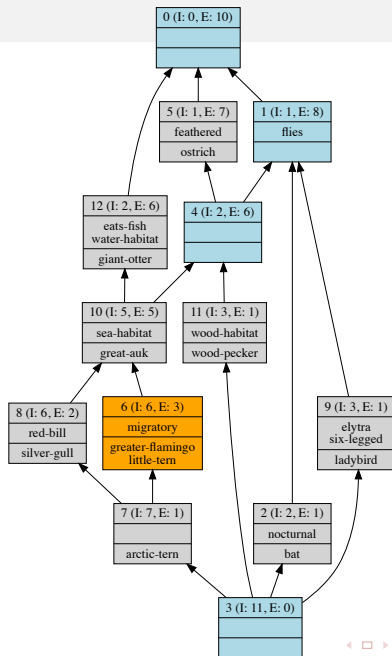 0 (I: 0, E: 10)
5 (I: 1, E: 7)
feathered
ostrich
1 (I: 1, E: 8)
flies
12 (I: 2, E: 6)
eats-fish
water-habitat
giant-otter
4 (I: 2, E: 6)
10 (I: 5, E: 5)
sea-habitat
great-auk
11 (I: 3, E: 1)
wood-habitat
wood-pecker
8 (I: 6, E: 2)
red-bill
silver-gull
6 (I: 6, E: 3)
migratory
greater-flamingo
little-tern
9 (I: 3, E: 1)
elytra
six-legged
ladybird
7 (I: 7, E: 1)
arctic-tern
2 (I: 2, E: 1)
nocturnal
bat
3 (I: 11, E: 0)